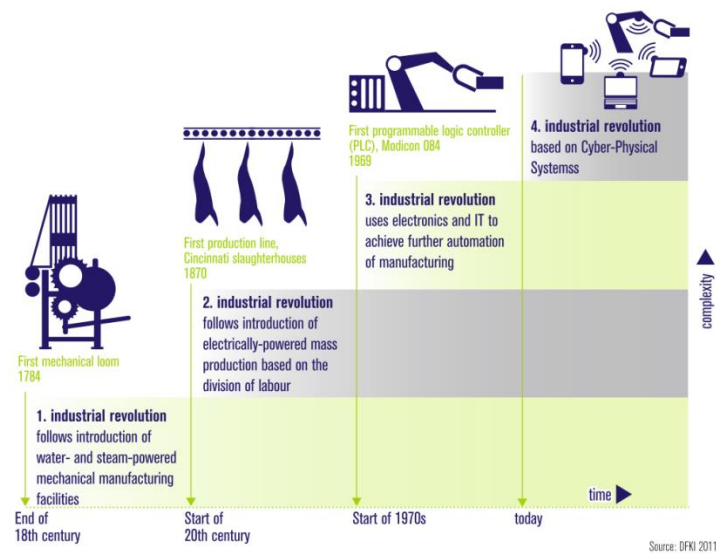 First mechanical loom
1784
1. industrial revolution
follows introduction of
water- and steam-powered
mechanical manufacturing
facilities
End of
18th century
First production line,
Cincinnati slaughterhouses
1870
2. industrial revolution
follows introduction of
electrically-powered mass
production based on the
division of labour
Start of
20th century
First programmable logic controller
(PLC), Modicon 084
1969
3. industrial revolution
uses electronics and IT to
achieve further automation
of manufacturing
Start of 1970s
4. industrial revolution
based on Cyber-Physical
Systemss
today
time
complexity
Source: DFKI 2011